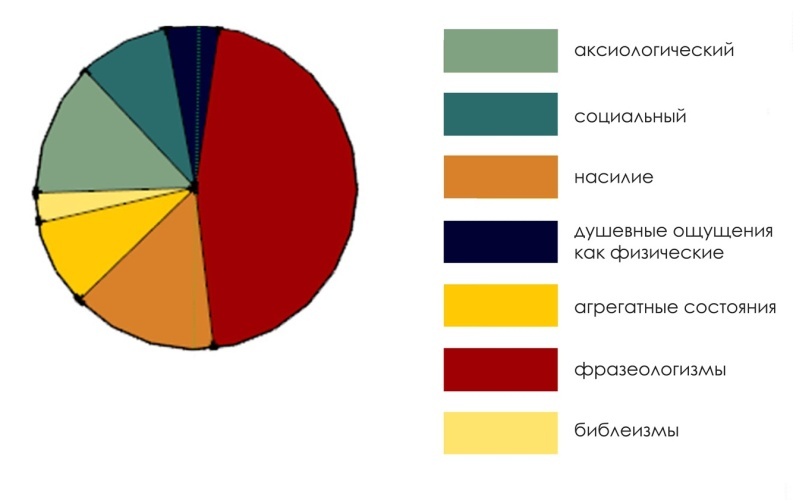 аксиологический
социальный
насилие
душевные ощущения
как физические
агрегатные состояния
фразеологизмы
библеизмы